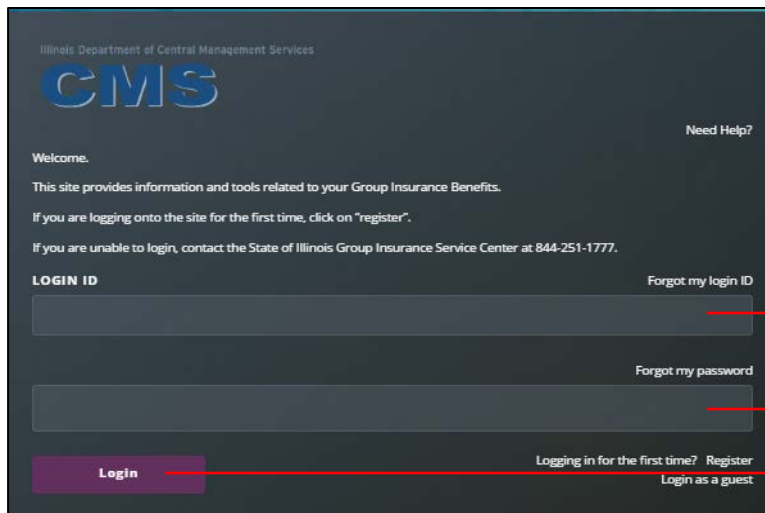 Illinois Department of Central Management Services
CMS
Need Help?
Welcome.
This site provides information and tools related to your Group Insurance Benefits.
If you are logging onto the site for the first time, click on "register".
If you are unable to login, contact the State of Illinois Group Insurance Service Center at 844-251-1777.
LOGIN ID Forgot my login ID
Forgot my password
Login
Logging in for the first time? Register
Login as a guest